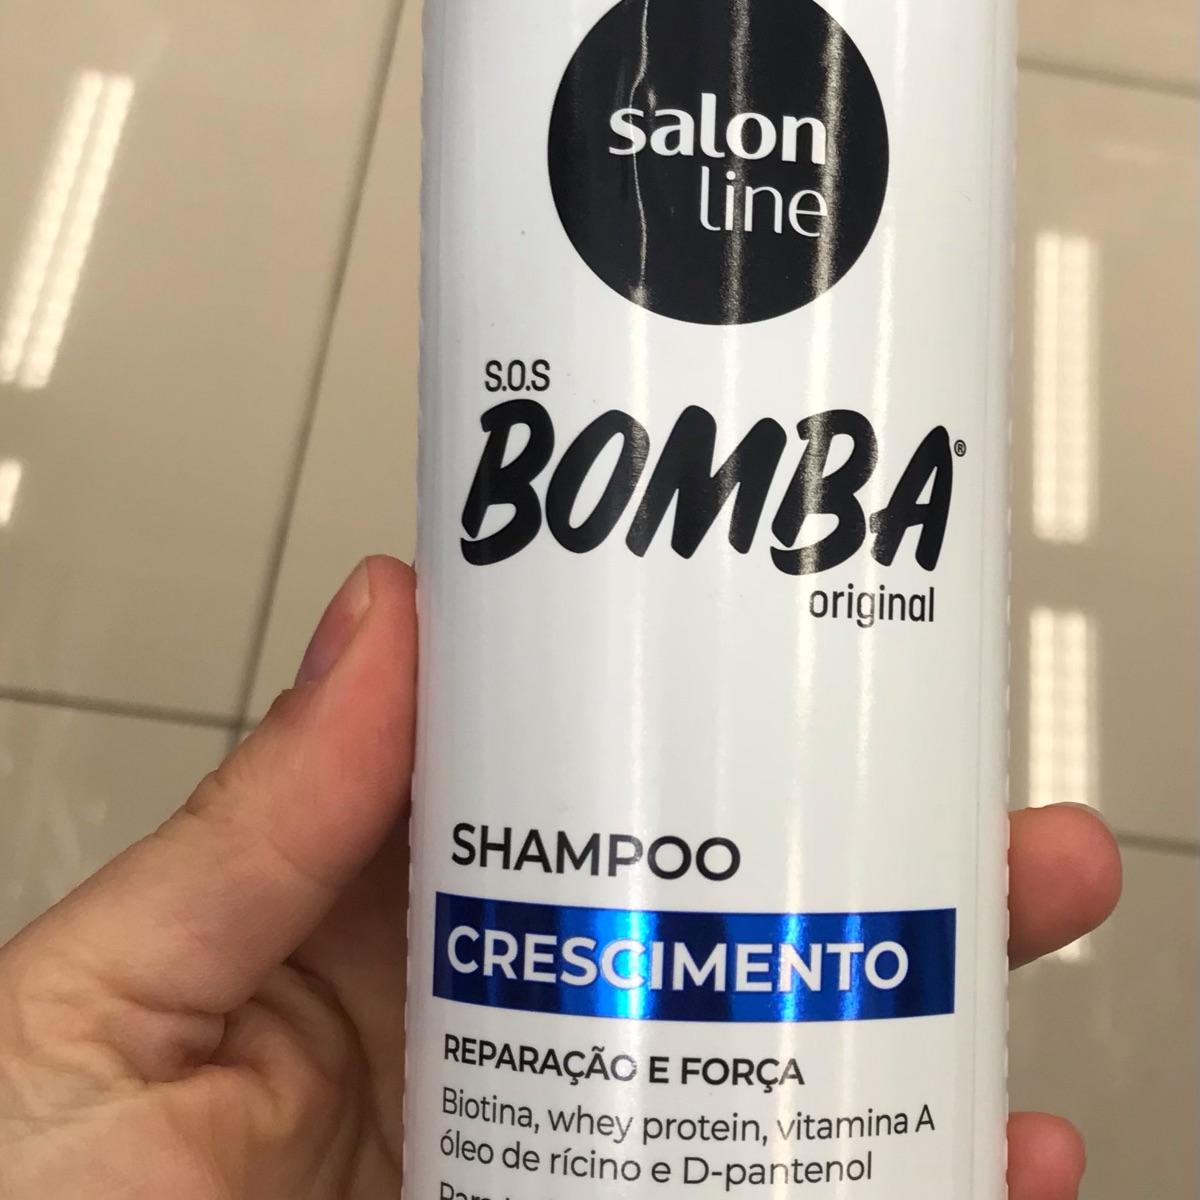 salon
line
S.O.S
BOMBA®
original
SHAMPOO
CRESCIMENTO
REPARAÇÃO E FORÇA
Biotina, whey protein, vitamina A
óleo de rícino e D-pantenol